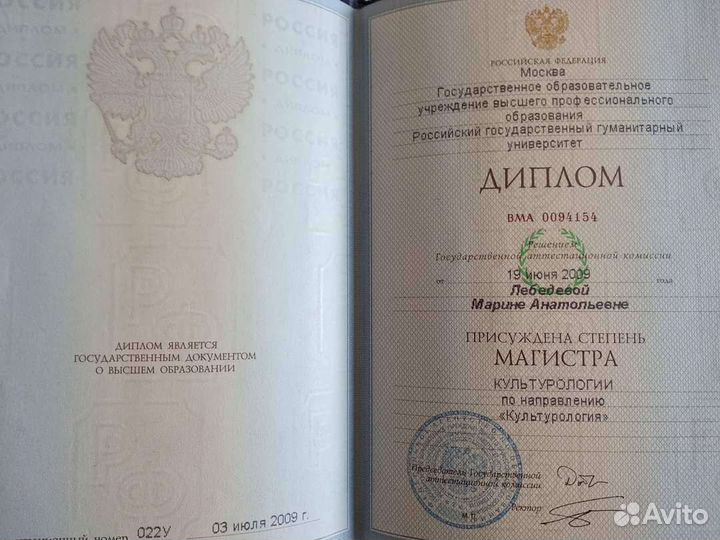 ДИПЛОМ ЯВЛЯЕТСЯ
ГОСУДАРСТВЕННЫМ ДОКУМЕНТОМ
О ВЫСШЕМ ОБРАЗОВАНИИ
номер 022У 03 июля 2009 г.
РОССИЙСКАЯ ФЕДЕРАЦИЯ
Москва
Государственное образовательное
учреждение высшего профессионального
образования
Российский государственный гуманитарный
университет
ДИПЛОМ
ВМА 0094154
Решением
Государственной аттестационной комиссии
от 19 июня 2009 года
Лебедевой
Марине Анатольевне
ПРИСУЖДЕНА СТЕПЕНЬ
МАГИСТРА
КУЛЬТУРОЛОГИИ
по направлению
«Культурология»
Председатель Государственной
аттестационной комиссии
Ректор
М.П.
Avito